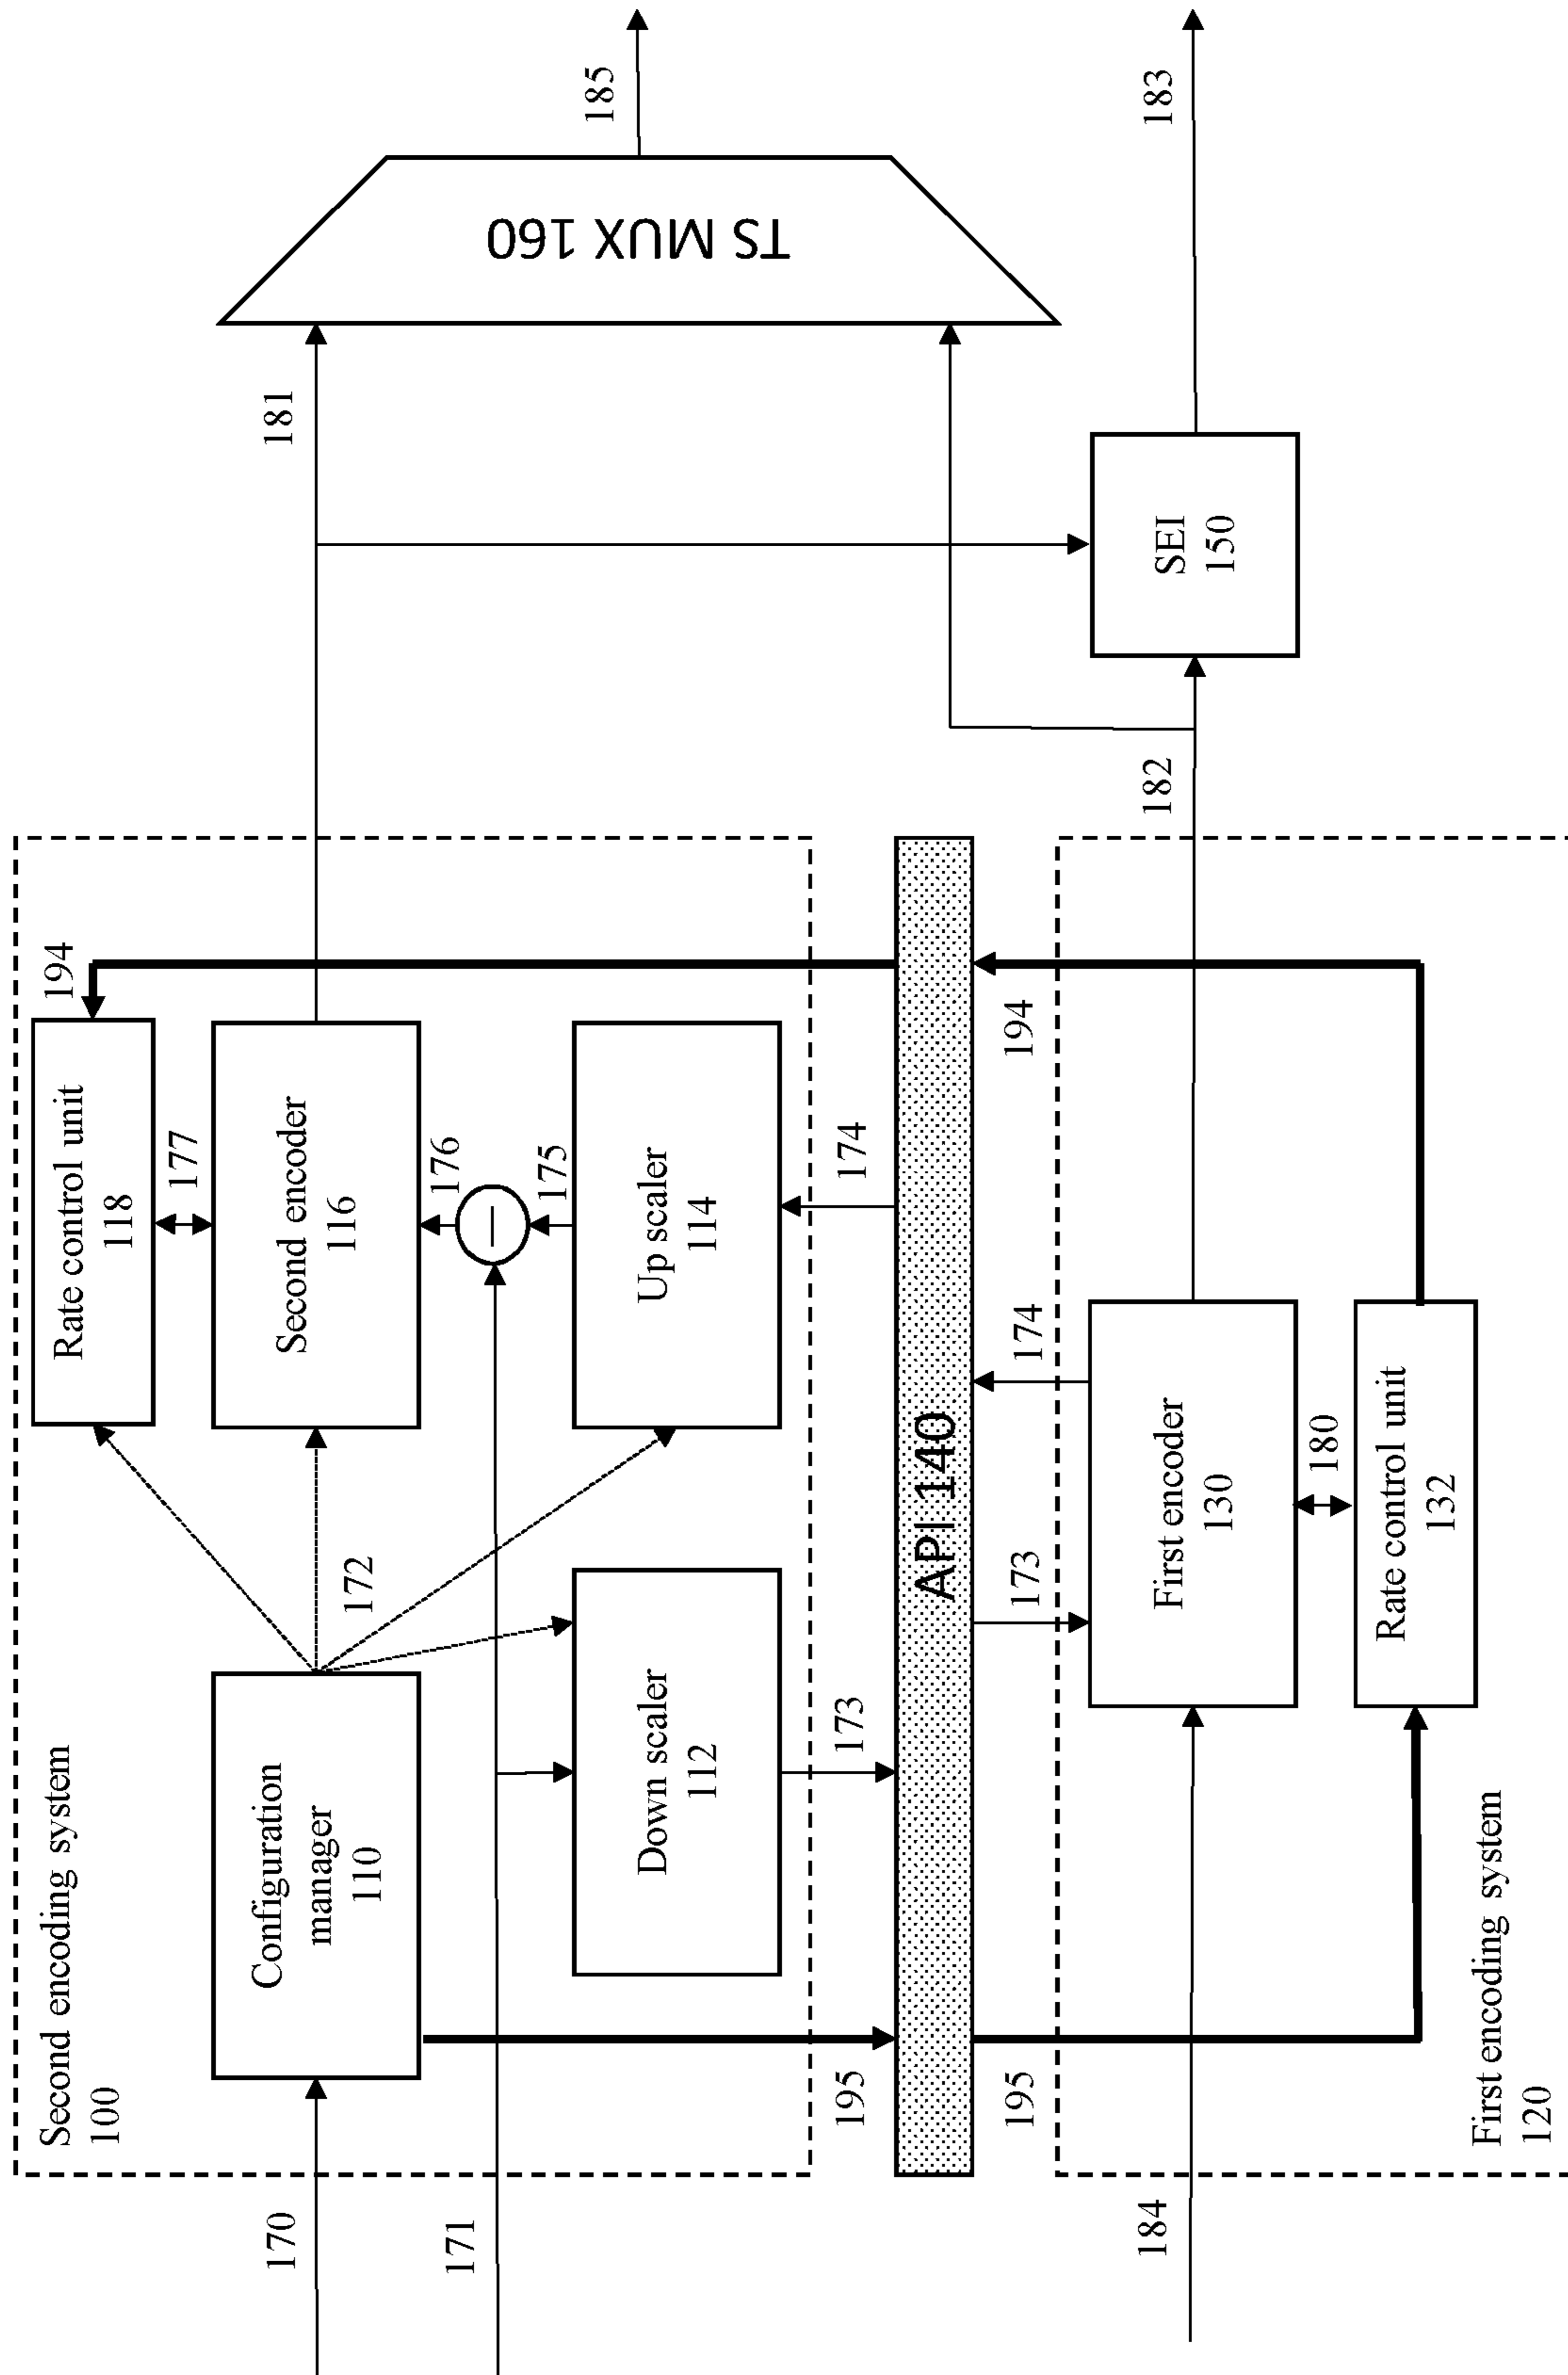 Second encoding system
100
170
Configuration
manager
110
172
Rate control unit
118
194
177
Second encoder
116
181
176
171
175
Down scaler
112
Up scaler
114
173
174
195
API 140
195
173
174
194
184
First encoder
130
180
Rate control unit
132
First encoding system
120
182
SEI
150
183
TS MUX 160
185